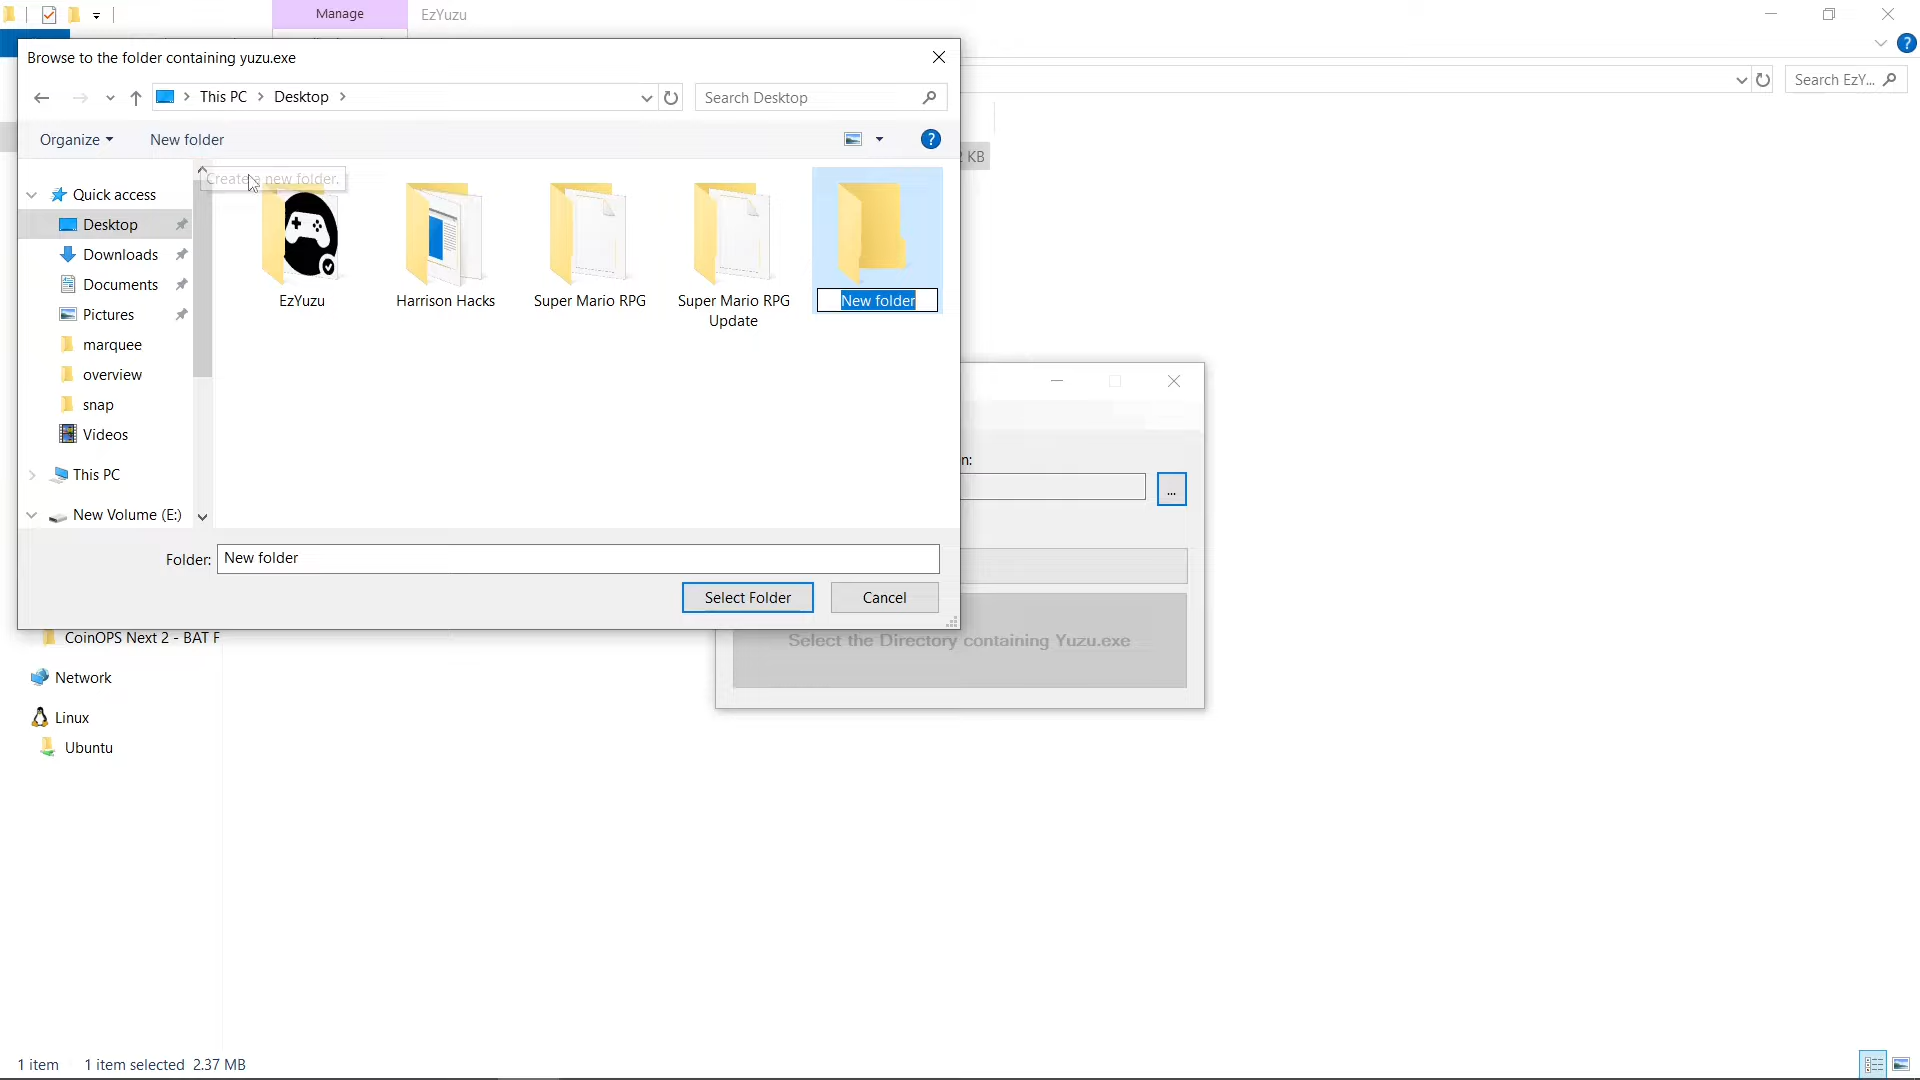 Manage
EzYuzu
Browse to the folder containing yuzu.exe
This PC
Desktop
Search Desktop
Search EzY...
Organize
New folder
KB
Create a new folder.
Quick access
Desktop
Downloads
Documents
Pictures
marquee
overview
snap
Videos
This PC
New Volume (E:)
EzYuzu
Harrison Hacks
Super Mario RPG
Super Mario RPG
Update
New folder
n:
...
Folder:
New folder
Select Folder
Cancel
Select the Directory containing Yuzu.exe
CoinOPS Next 2 - BAT F
Network
Linux
Ubuntu
1 item
1 item selected 2.37 MB